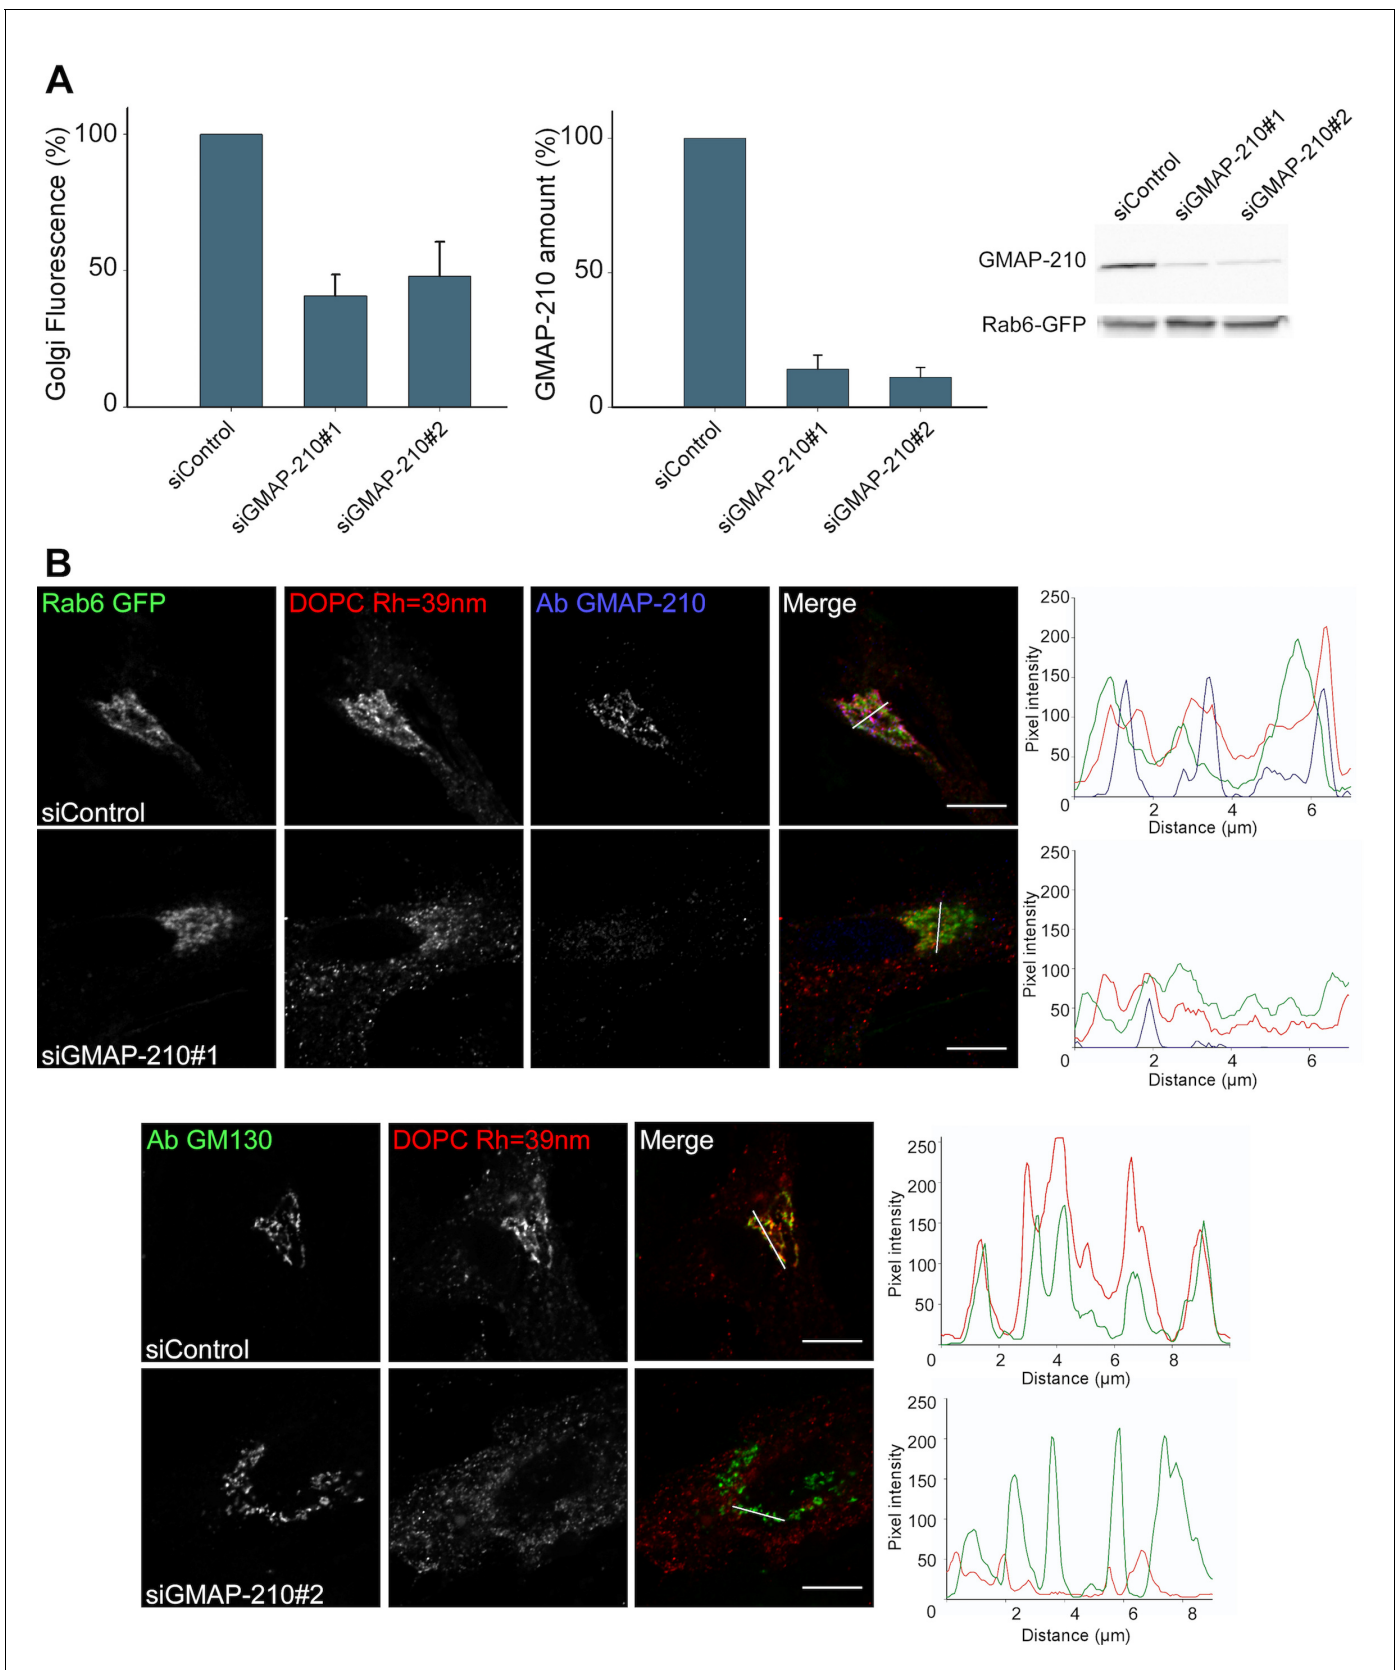 A
Golgi Fluorescence (%)
100
50
0
siControl
siGMAP-210#1
siGMAP-210#2
GMAP-210 amount (%)
100
50
0
siControl
siGMAP-210#1
siGMAP-210#2
siControl
siGMAP-210#1
siGMAP-210#2
GMAP-210
Rab6-GFP
B
Rab6 GFP
DOPC Rh=39nm
Ab GMAP-210
Merge
siControl
Pixel intensity
250
200
150
100
50
0
2
4
6
Distance (µm)
siGMAP-210#1
Pixel intensity
250
200
150
100
50
0
2
4
6
Distance (µm)
Ab GM130
DOPC Rh=39nm
Merge
siControl
Pixel intensity
250
200
150
100
50
0
2
4
6
8
Distance (µm)
siGMAP-210#2
Pixel intensity
250
200
150
100
50
0
2
4
6
8
Distance (µm)